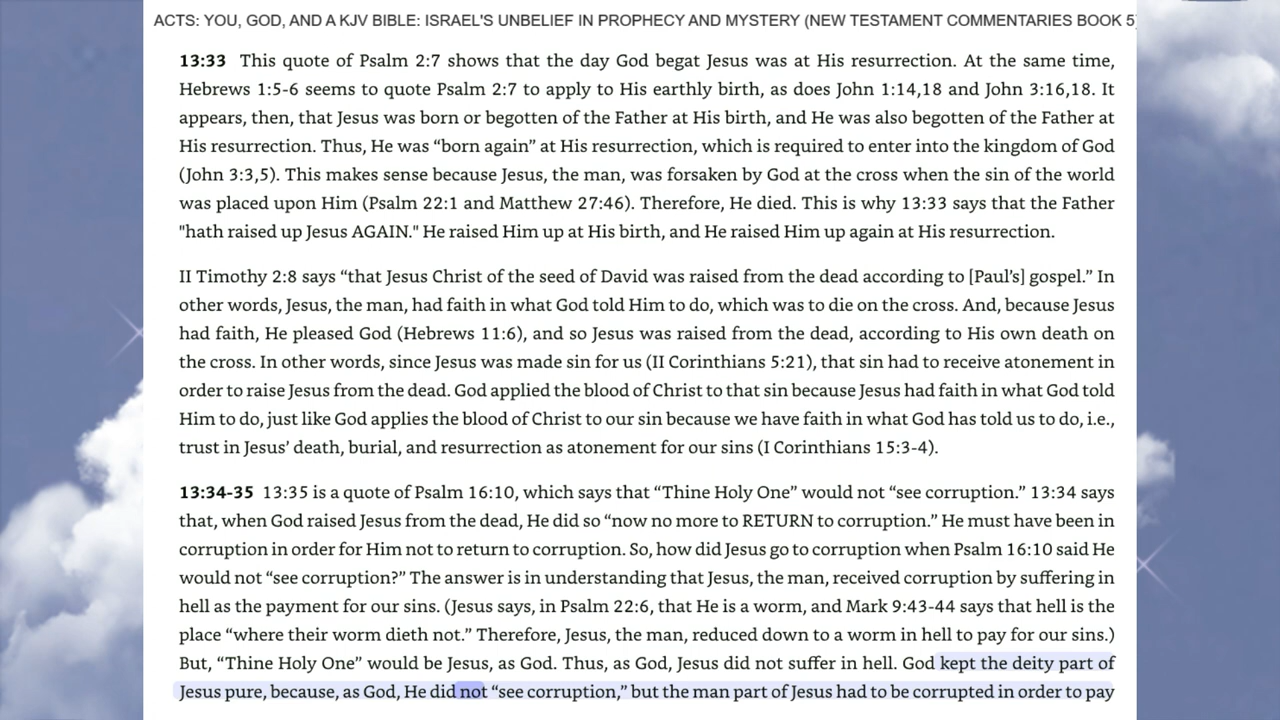 ACTS: YOU, GOD, AND A KJV BIBLE: ISRAEL'S UNBELIEF IN PROPHECY AND MYSTERY (NEW TESTAMENT COMMENTARIES BOOK 5)
13:33 This quote of Psalm 2:7 shows that the day God begat Jesus was at His resurrection. At the same time,
Hebrews 1:5-6 seems to quote Psalm 2:7 to apply to His earthly birth, as does John 1:14,18 and John 3:16,18. It
appears, then, that Jesus was born or begotten of the Father at His birth, and He was also begotten of the Father at
His resurrection. Thus, He was “born again” at His resurrection, which is required to enter into the kingdom of God
(John 3:3,5). This makes sense because Jesus, the man, was forsaken by God at the cross when the sin of the world
was placed upon Him (Psalm 22:1 and Matthew 27:46). Therefore, He died. This is why 13:33 says that the Father
"hath raised up Jesus AGAIN." He raised Him up at His birth, and He raised Him up again at His resurrection.
II Timothy 2:8 says “that Jesus Christ of the seed of David was raised from the dead according to [Paul’s] gospel.” In
other words, Jesus, the man, had faith in what God told Him to do, which was to die on the cross. And, because Jesus
had faith, He pleased God (Hebrews 11:6), and so Jesus was raised from the dead, according to His own death on
the cross. In other words, since Jesus was made sin for us (II Corinthians 5:21), that sin had to receive atonement in
order to raise Jesus from the dead. God applied the blood of Christ to that sin because Jesus had faith in what God told
Him to do, just like God applies the blood of Christ to our sin because we have faith in what God has told us to do, i.e.,
trust in Jesus’ death, burial, and resurrection as atonement for our sins (I Corinthians 15:3-4).
13:34-35 13:35 is a quote of Psalm 16:10, which says that “Thine Holy One” would not “see corruption.” 13:34 says
that, when God raised Jesus from the dead, He did so “now no more to RETURN to corruption.” He must have been in
corruption in order for Him not to return to corruption. So, how did Jesus go to corruption when Psalm 16:10 said He
would not “see corruption?” The answer is in understanding that Jesus, the man, received corruption by suffering in
hell as the payment for our sins. (Jesus says, in Psalm 22:6, that He is a worm, and Mark 9:43-44 says that hell is the
place “where their worm dieth not.” Therefore, Jesus, the man, reduced down to a worm in hell to pay for our sins.)
But, “Thine Holy One” would be Jesus, as God. Thus, as God, Jesus did not suffer in hell. God kept the deity part of
Jesus pure, because, as God, He did not “see corruption,” but the man part of Jesus had to be corrupted in order to pay